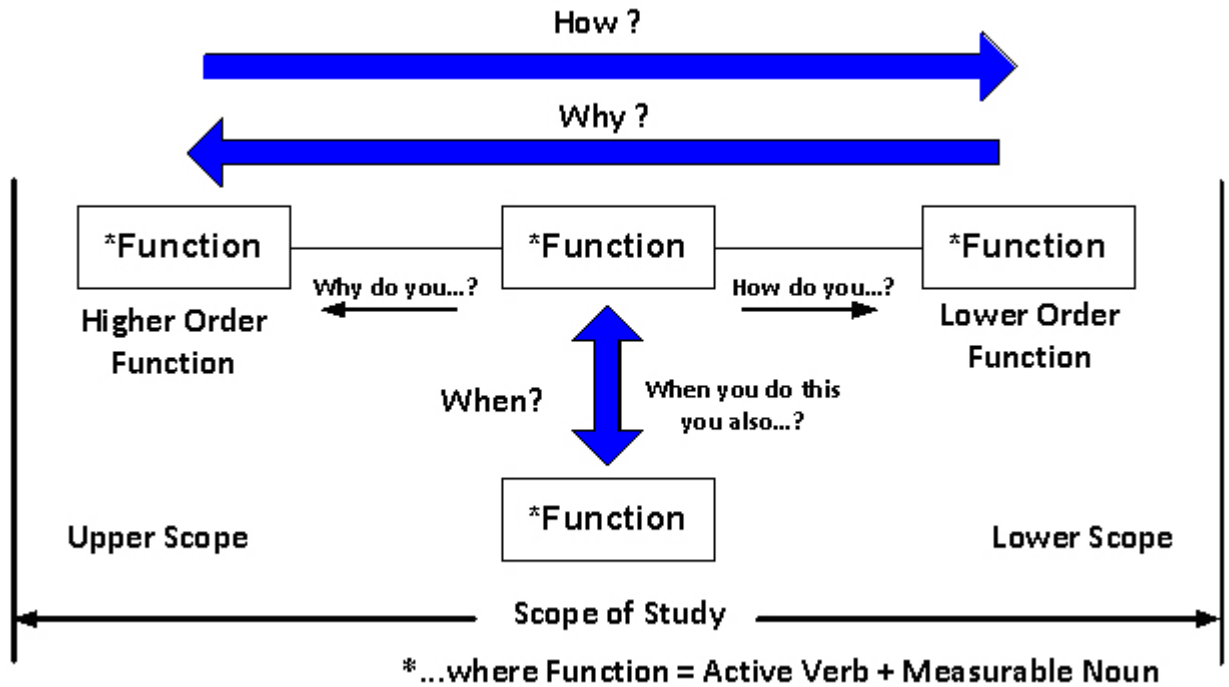 How ?
Why ?
*Function
*Function
*Function
Why do you...?
How do you...?
Higher Order
Function
Lower Order
Function
When?
When you do this
you also...?
*Function
Upper Scope
Lower Scope
Scope of Study
*...where Function = Active Verb + Measurable Noun